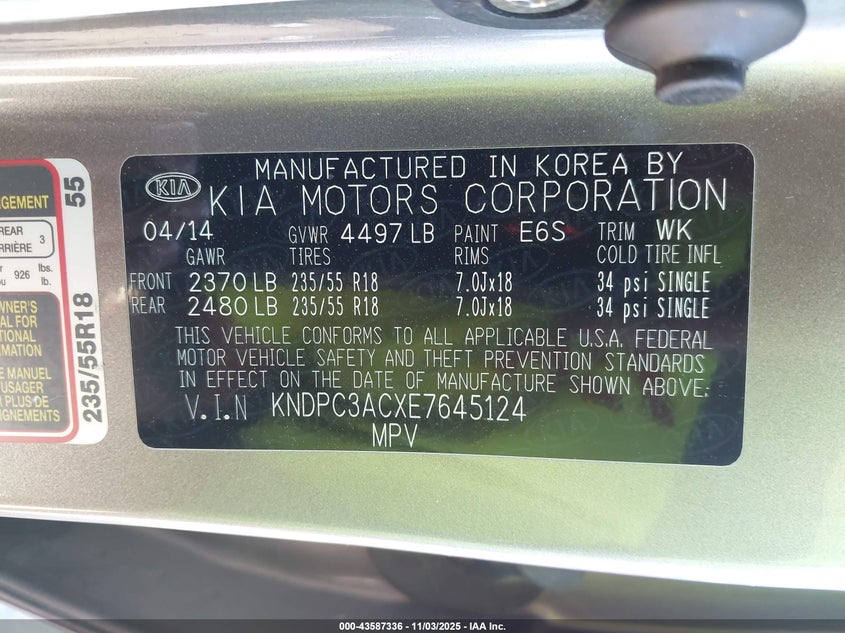 MANUFACTURED IN KOREA BY
KIA KIA MOTORS CORPORATION
04/14 GVWR 4497 LB PAINT E6S TRIM WK
GAWR TIRES RIMS COLD TIRE INFL
FRONT 2370 LB 235/55 R18 7.0Jx18 34 psi SINGLE
REAR 2480 LB 235/55 R18 7.0Jx18 34 psi SINGLE
THIS VEHICLE CONFORMS TO ALL APPLICABLE U.S.A. FEDERAL
MOTOR VEHICLE SAFETY AND THEFT PREVENTION STANDARDS
IN EFFECT ON THE DATE OF MANUFACTURE SHOWN ABOVE.
V.I.N KNDPC3ACXE7645124
MPV
GEMENT
REAR 3
RRIÈRE
926 lbs.
lb.
OWNER'S
AL FOR
TIONAL
RMATION
E MANUEL
USAGER
PLUS DE
IGNEMENTS
55
235/55R18
000-43587336 - 11/03/2025 - IAA Inc.